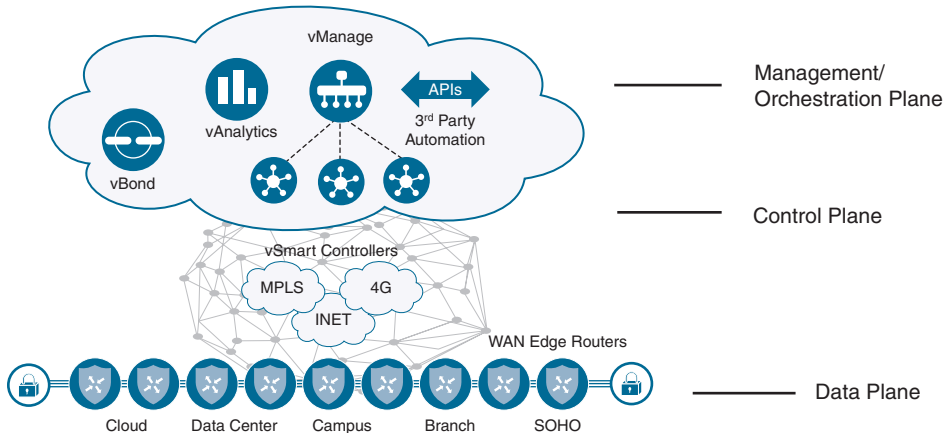 vManage
Management/
Orchestration Plane
APIs
vAnalytics
3rd Party
Automation
vBond
Control Plane
vSmart Controllers
MPLS
4G
INET
WAN Edge Routers
Data Plane
Cloud
Data Center
Campus
Branch
SOHO